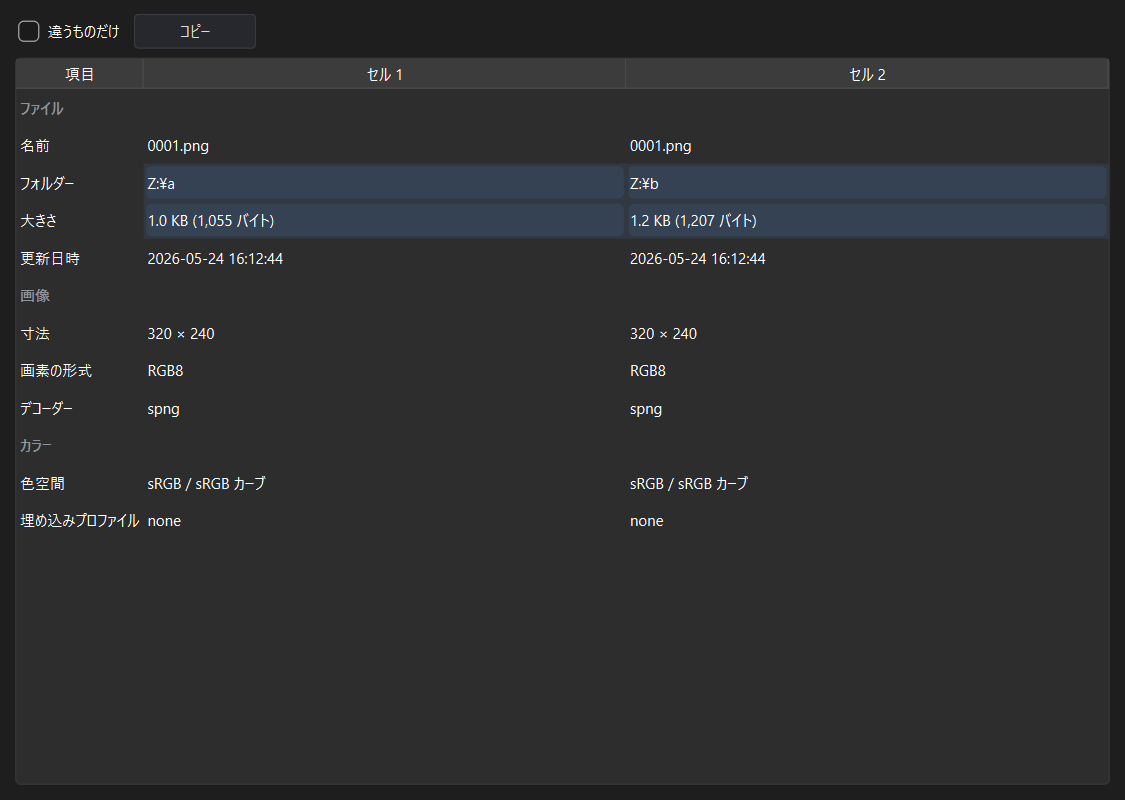 違うものだけ コピー
項目 セル 1 セル 2
ファイル
名前 0001.png 0001.png
フォルダー Z:¥a Z:¥b
大きさ 1.0 KB (1,055 バイト) 1.2 KB (1,207 バイト)
更新日時 2026-05-24 16:12:44 2026-05-24 16:12:44
画像
寸法 320 × 240 320 × 240
画素の形式 RGB8 RGB8
デコーダー spng spng
カラー
色空間 sRGB / sRGB カーブ sRGB / sRGB カーブ
埋め込みプロファイル none none